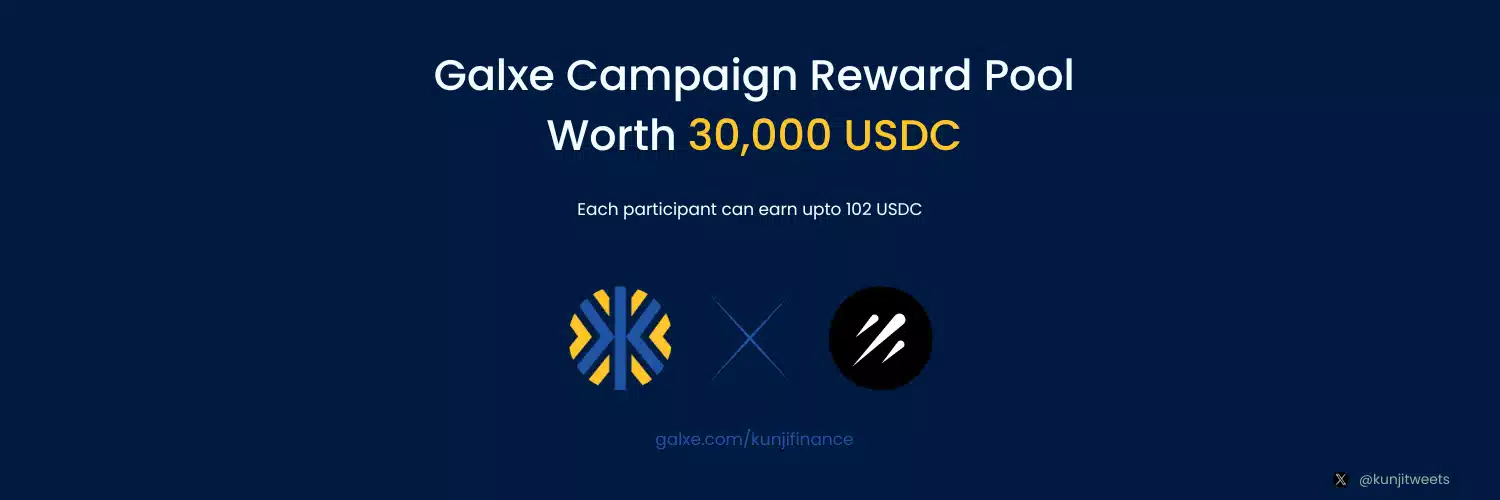 Galxe Campaign Reward Pool
Worth 30,000 USDC
Each participant can earn upto 102 USDC
galxe.com/kunjifinance
@kunjitweets